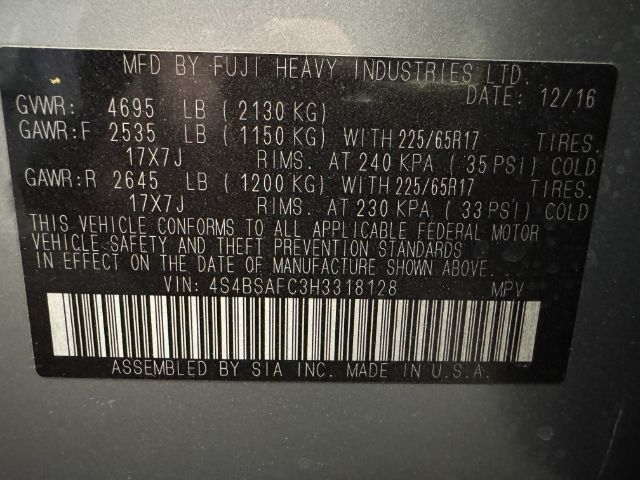 MFD BY FUJI HEAVY INDUSTRIES LTD.
DATE: 12/16
GVWR: 4695 LB (2130 KG)
GAWR:F 2535 LB (1150 KG) WITH 225/65R17 TIRES.
17X7J RIMS. AT 240 KPA (35 PSI) COLD
GAWR:R 2645 LB (1200 KG) WITH 225/65R17 TIRES.
17X7J RIMS. AT 230 KPA (33 PSI) COLD
THIS VEHICLE CONFORMS TO ALL APPLICABLE FEDERAL MOTOR
VEHICLE SAFETY AND THEFT PREVENTION STANDARDS
IN EFFECT ON THE DATE OF MANUFACTURE SHOWN ABOVE.
VIN: 4S4BSAFC3H3318128 MPV
ASSEMBLED BY SIA INC. MADE IN U.S.A.